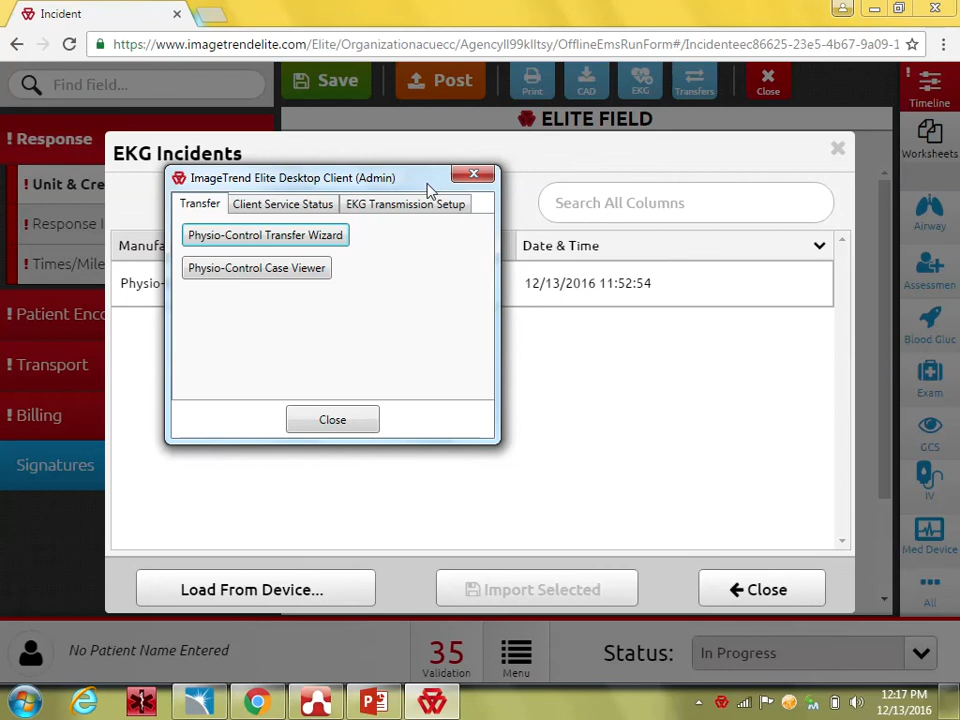 Incident
https://www.imagetrendelite.com/Elite/Organizationcuecc/Agencyll99klltsy/OfflineEmsRunForm#/Incidenteec86625-23e5-4b67-9a09-1
Find field...
Save
Post
Print
CAD
EKG
Transfers
Close
! Timeline
! Response
ELITE FIELD
EKG Incidents
Worksheets
ImageTrend Elite Desktop Client (Admin)
! Unit & Cre
Transfer
Client Service Status
EKG Transmission Setup
Search All Columns
! Response I
Airway
Physio-Control Transfer Wizard
Manufa
Date & Time
! Times/Mile
Physio-Control Case Viewer
Assessmen
Physio-
12/13/2016 11:52:54
! Patient Enco
Blood Gluc
! Transport
Exam
! Billing
Close
GCS
Signatures
IV
Med Device
Load From Device...
Import Selected
Close
All
No Patient Name Entered
35
Validation
Menu
Status:
In Progress
12:17 PM
12/13/2016